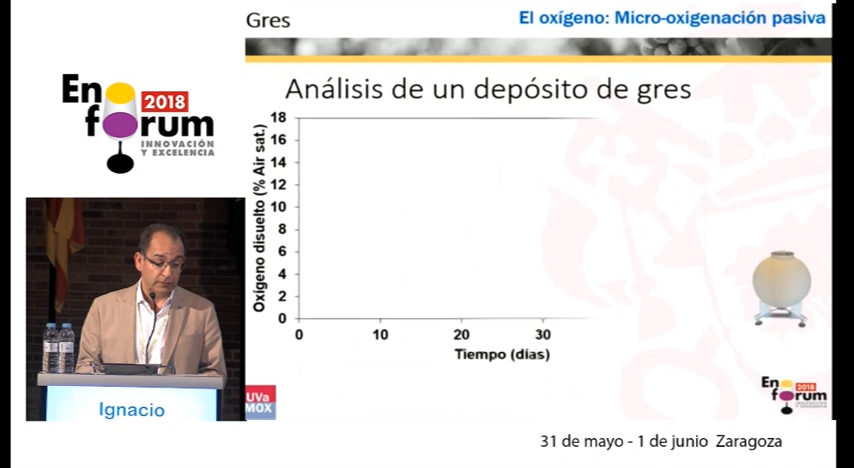 Gres
El oxígeno: Micro-oxigenación pasiva
En
2018
forum
INNOVACIÓN
Y EXCELENCIA
Análisis de un depósito de gres
Oxígeno disuelto (% Air sat.)
18
16
14
12
10
8
6
4
2
0
0 10 20 30
Tiempo (días)
UVa
MOX
Ignacio
En
2018
forum
31 de mayo - 1 de junio Zaragoza